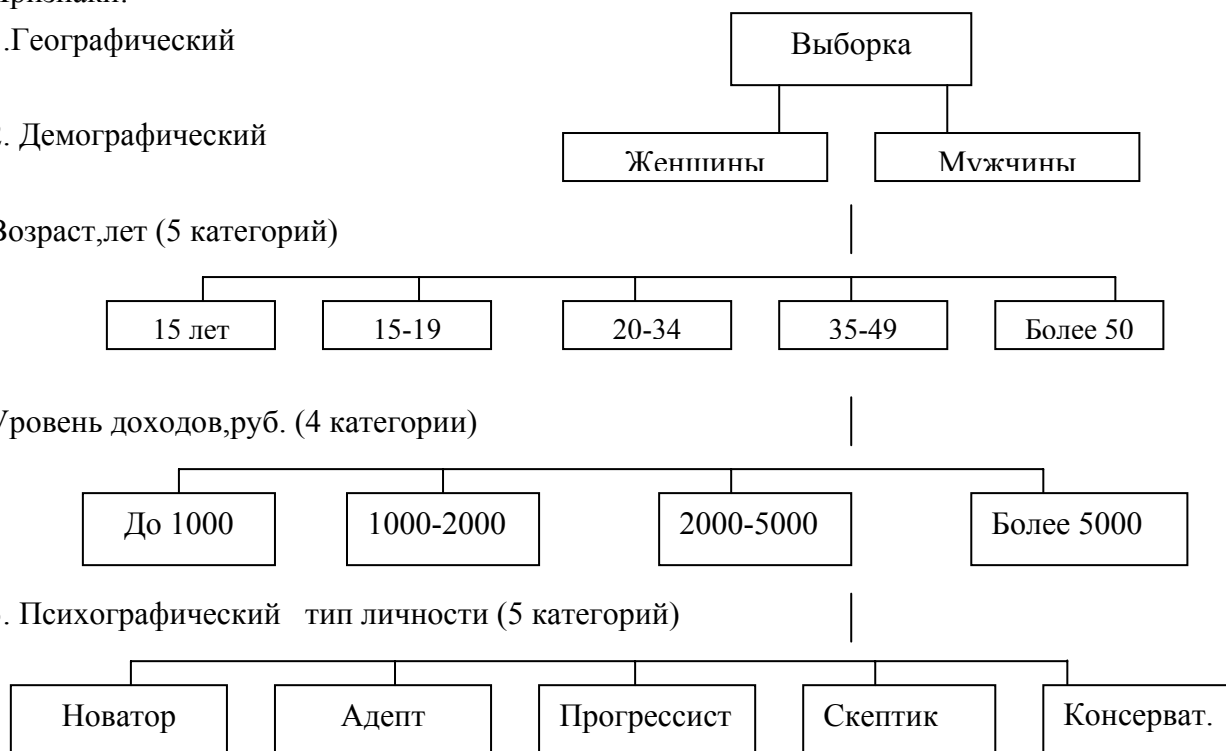 .Географический
Выборка
. Демографический
Женщины Мужчины
Возраст,лет (5 категорий)
15 лет 15-19 20-34 35-49 Более 50
Уровень доходов,руб. (4 категории)
До 1000 1000-2000 2000-5000 Более 5000
. Психографический тип личности (5 категорий)
Новатор Адепт Прогрессист Скептик Консерват.